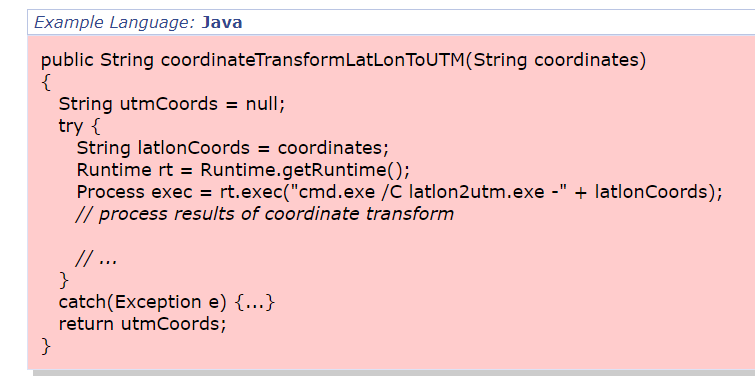 Example Language: Java
public String coordinateTransformLatLonToUTM(String coordinates)
{
String utmCoords = null;
try {
String latlonCoords = coordinates;
Runtime rt = Runtime.getRuntime();
Process exec = rt.exec("cmd.exe /C latlon2utm.exe -" + latlonCoords);
// process results of coordinate transform
// ...
}
catch(Exception e) {...}
return utmCoords;
}